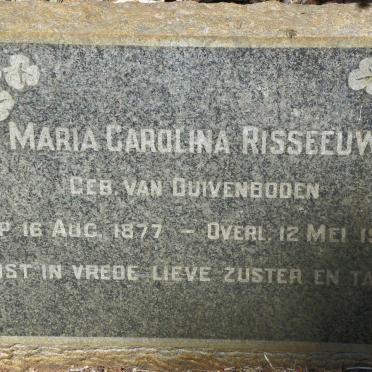 MARIA CAROLINA RISSEEUW
GEB. VAN DUIVENBODEN
16 AUG. 1877 — OVERL. 12 MEI
IN VREDE LIEVE ZUSTER EN